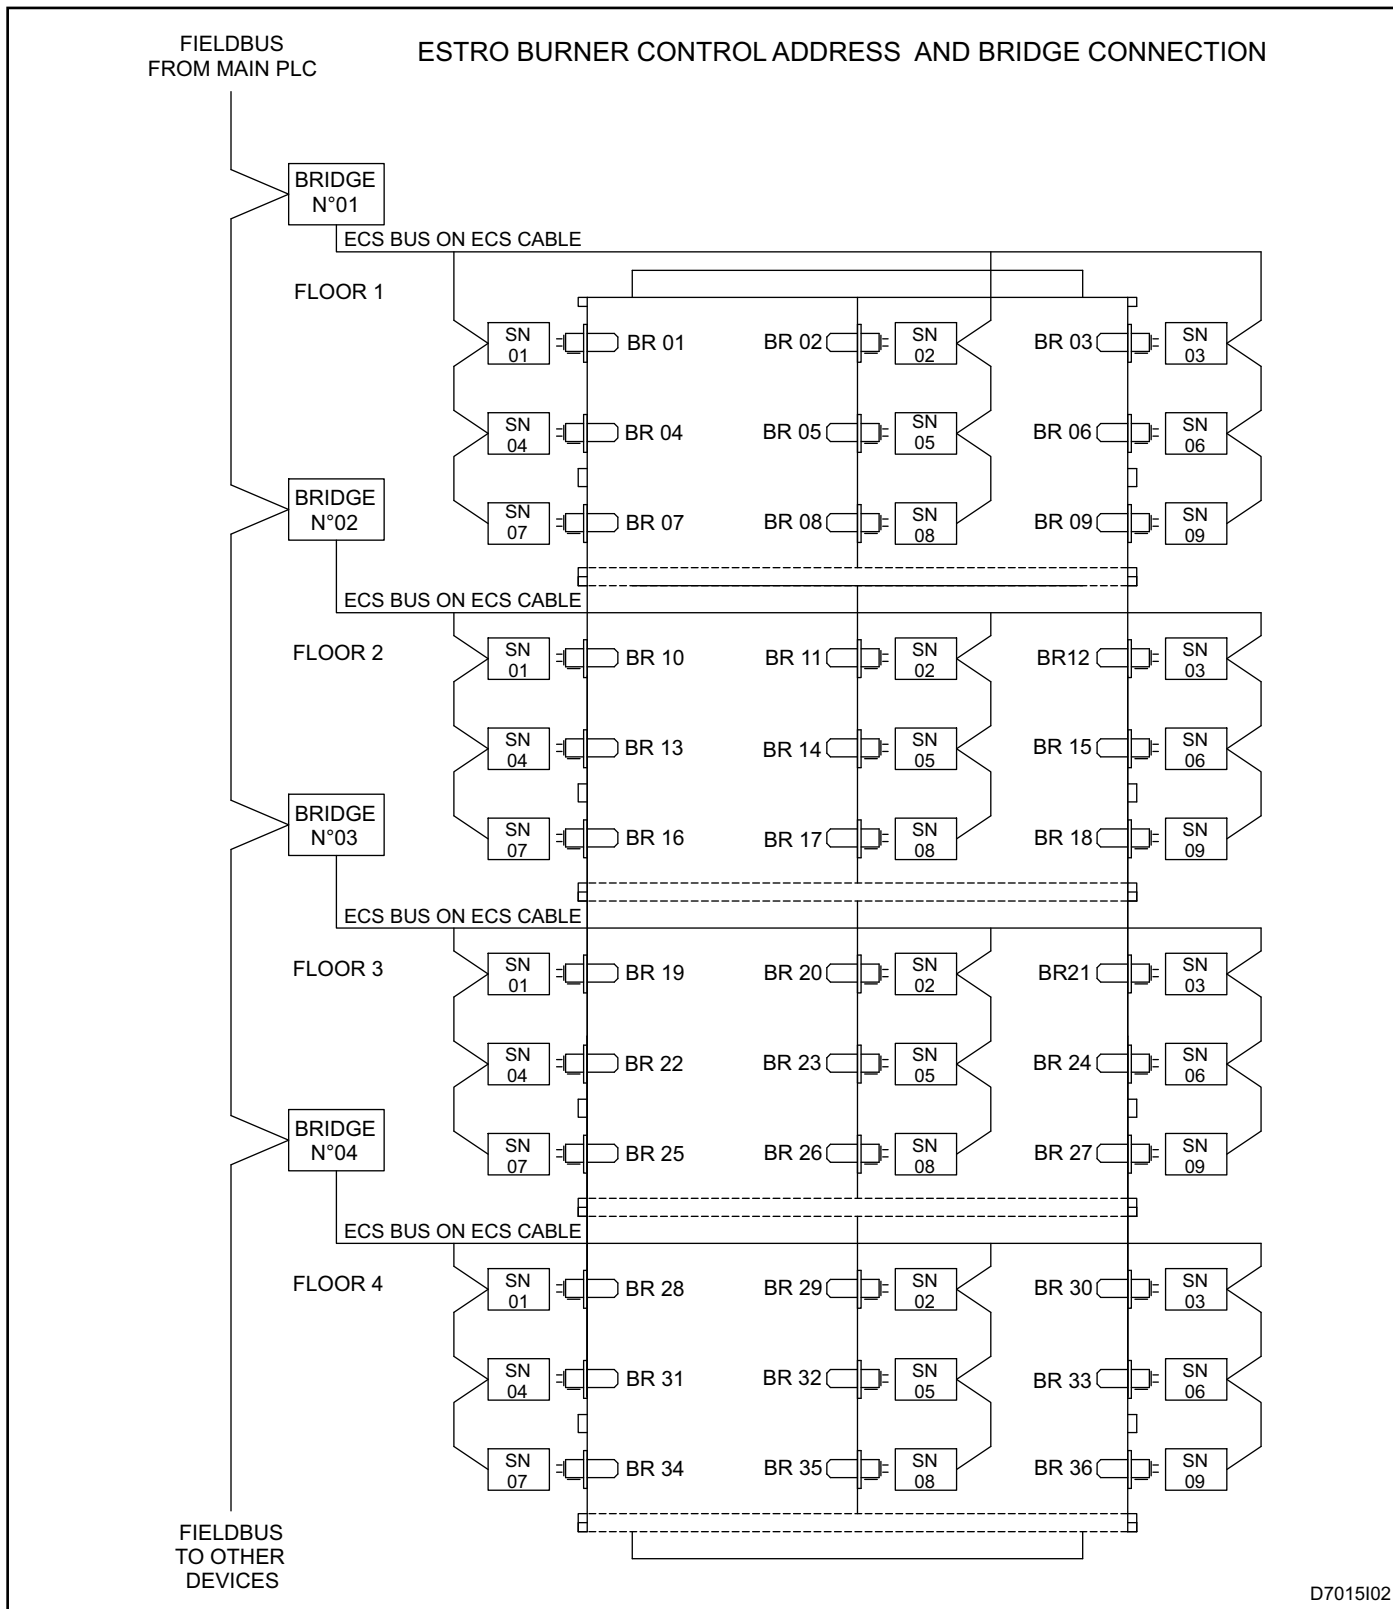 FIELDBUS
FROM MAIN PLC
ESTRO BURNER CONTROL ADDRESS AND BRIDGE CONNECTION
BRIDGE
N°01
ECS BUS ON ECS CABLE
FLOOR 1
SN
01
BR 01
BR 02
SN
02
BR 03
SN
03
SN
04
BR 04
BR 05
SN
05
BR 06
SN
06
SN
07
BR 07
BR 08
SN
08
BR 09
SN
09
BRIDGE
N°02
ECS BUS ON ECS CABLE
FLOOR 2
SN
01
BR 10
BR 11
SN
02
BR12
SN
03
SN
04
BR 13
BR 14
SN
05
BR 15
SN
06
SN
07
BR 16
BR 17
SN
08
BR 18
SN
09
BRIDGE
N°03
ECS BUS ON ECS CABLE
FLOOR 3
SN
01
BR 19
BR 20
SN
02
BR21
SN
03
SN
04
BR 22
BR 23
SN
05
BR 24
SN
06
SN
07
BR 25
BR 26
SN
08
BR 27
SN
09
BRIDGE
N°04
ECS BUS ON ECS CABLE
FLOOR 4
SN
01
BR 28
BR 29
SN
02
BR 30
SN
03
SN
04
BR 31
BR 32
SN
05
BR 33
SN
06
SN
07
BR 34
BR 35
SN
08
BR 36
SN
09
FIELDBUS
TO OTHER
DEVICES
D7015I02